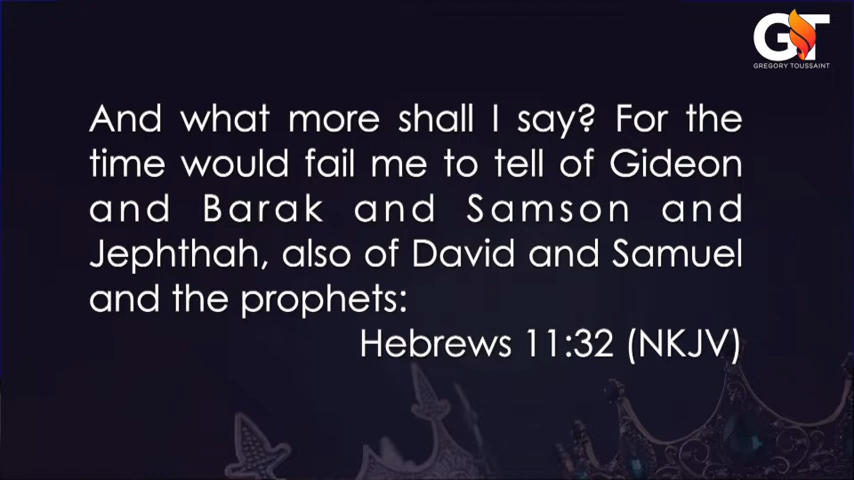 GT
GREGORY TOUSSAINT
And what more shall I say? For the
time would fail me to tell of Gideon
and Barak and Samson and
Jephthah, also of David and Samuel
and the prophets:
Hebrews 11:32 (NKJV)